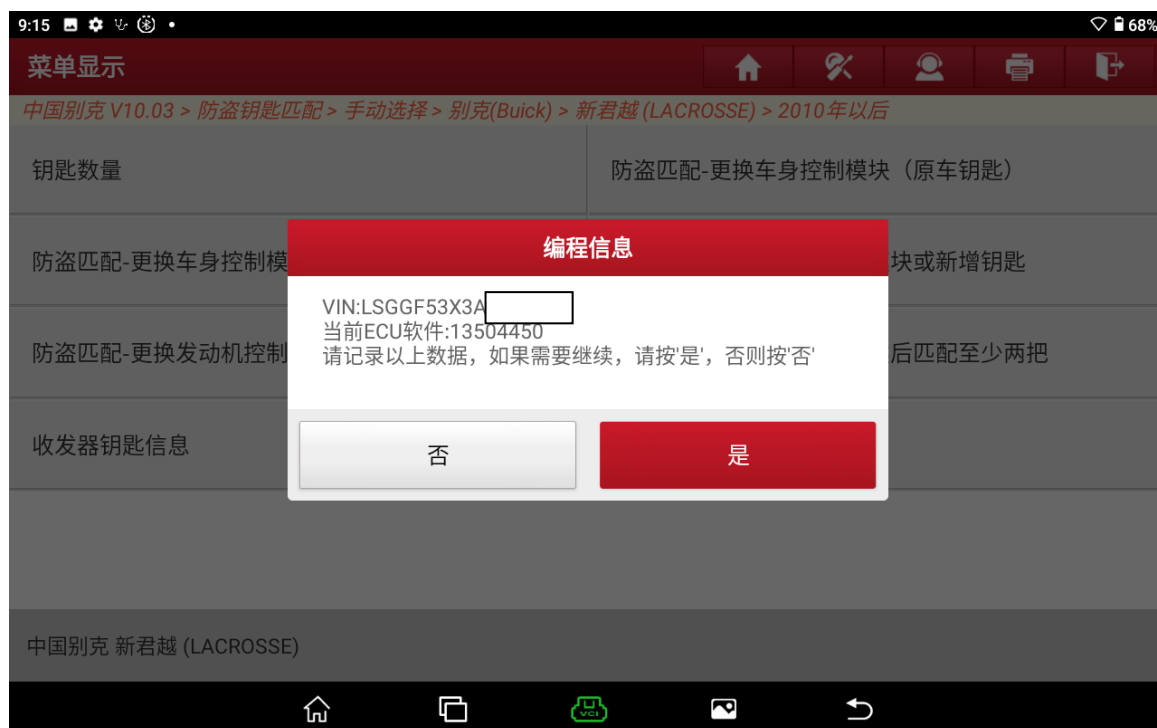 9:15
68%
菜单显示
中国别克 V10.03 > 防盗钥匙匹配 > 手动选择 > 别克(Buick) > 新君越 (LACROSSE) > 2010年以后
钥匙数量
防盗匹配-更换车身控制模块（原车钥匙）
防盗匹配-更换车身控制模
块或新增钥匙
编程信息
VIN:LSGGF53X3A
当前ECU软件:13504450
请记录以上数据，如果需要继续，请按'是'，否则按'否'
防盗匹配-更换发动机控制
后匹配至少两把
收发器钥匙信息
否
是
中国别克 新君越 (LACROSSE)
VCI